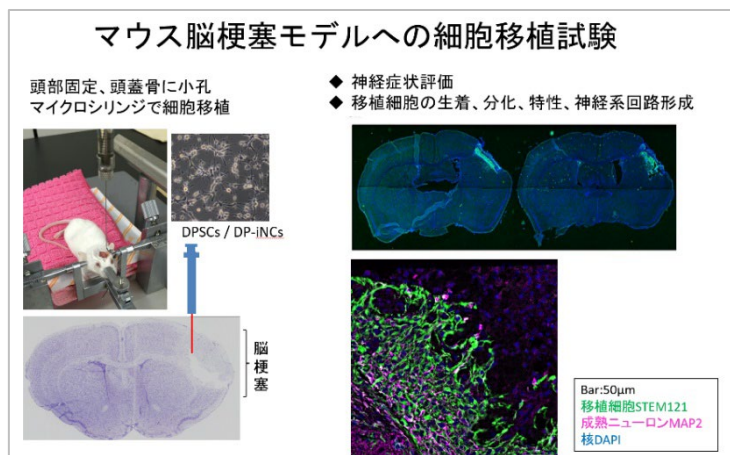 マウス脳梗塞モデルへの細胞移植試験
頭部固定、頭蓋骨に小孔
マイクロシリンジで細胞移植
DPSCs / DP-iNCs
脳梗塞
◆ 神経症状評価
◆ 移植細胞の生着、分化、特性、神経系回路形成
Bar:50μm
移植細胞STEM121
成熟ニューロンMAP2
核DAPI